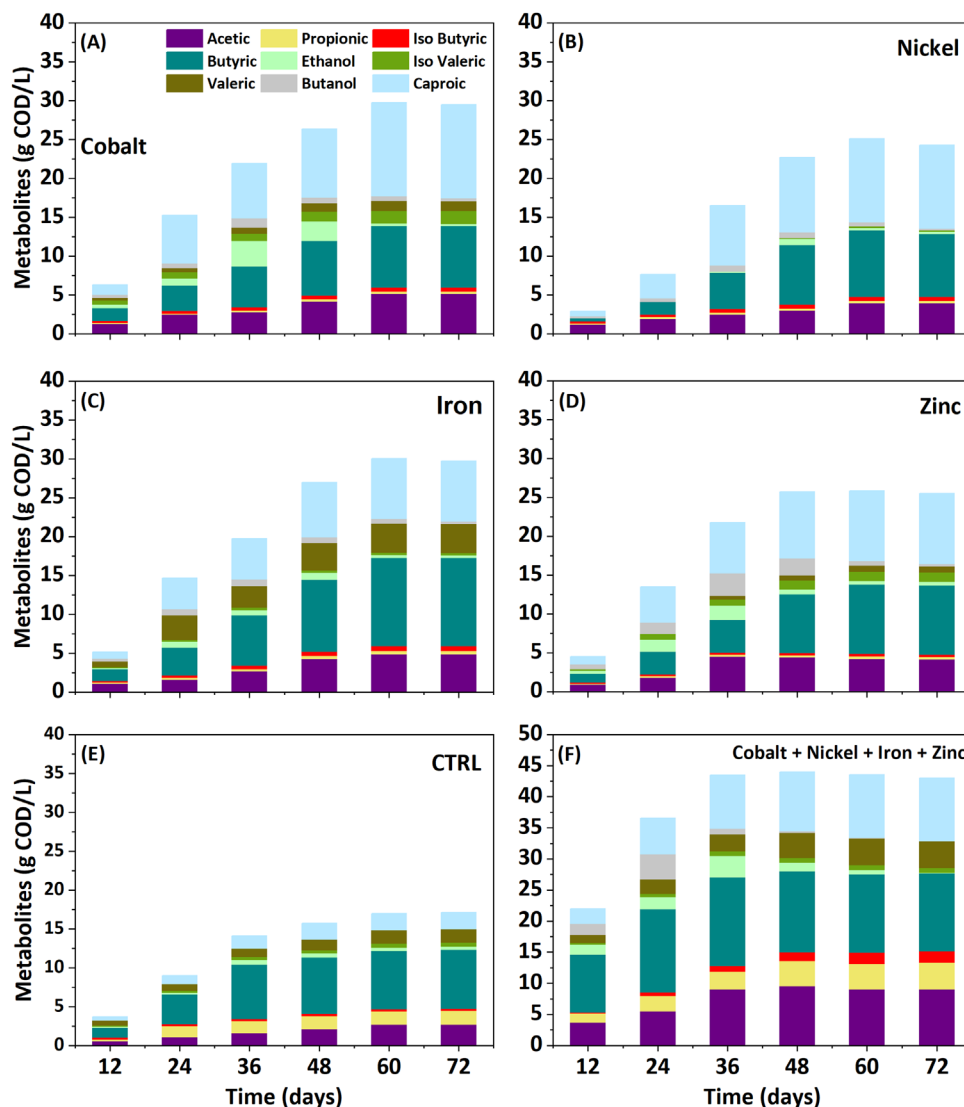 (A)
Acetic
Propionic
Iso Butyric
Butyric
Ethanol
Iso Valeric
Valeric
Butanol
Caproic
Cobalt
Metabolites (g COD/L)
40
35
30
25
20
15
10
5
0
(B)
Nickel
40
35
30
25
20
15
10
5
0
(C)
Iron
Metabolites (g COD/L)
40
35
30
25
20
15
10
5
0
(D)
Zinc
40
35
30
25
20
15
10
5
0
(E)
CTRL
Metabolites (g COD/L)
40
35
30
25
20
15
10
5
0
12 24 36 48 60 72
Time (days)
(F)
Cobalt + Nickel + Iron + Zinc
50
45
40
35
30
25
20
15
10
5
0
12 24 36 48 60 72
Time (days)